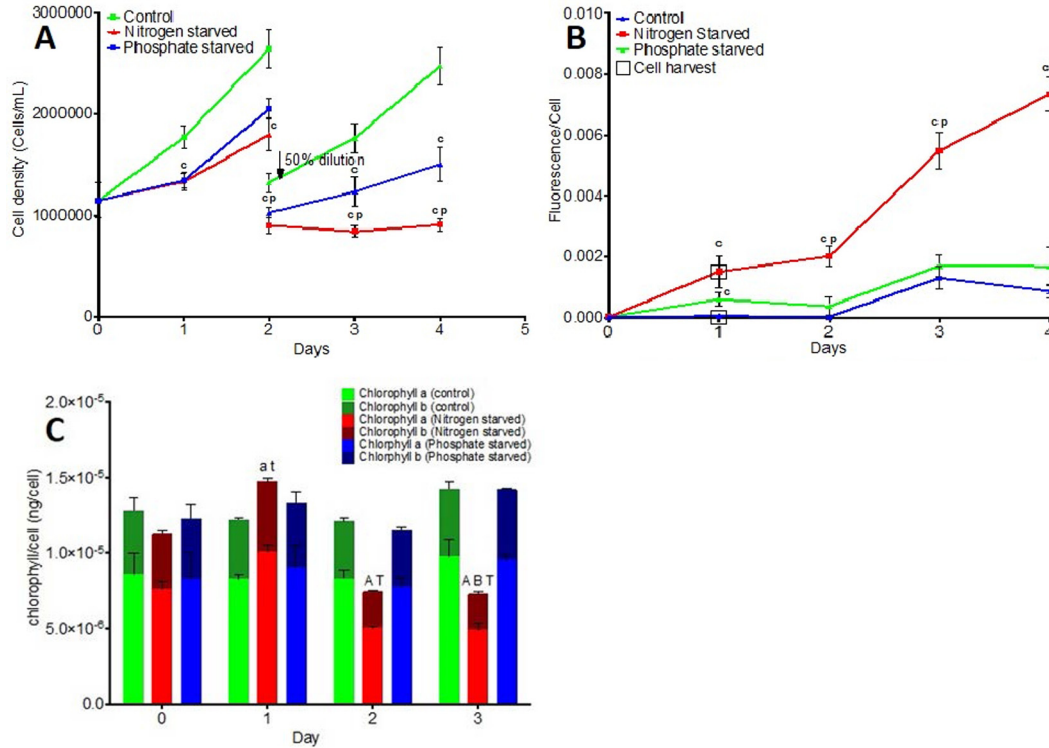 A
Control
Nitrogen starved
Phosphate starved
Cell density (Cells/mL)
3000000
2000000
1000000
0
c
c
50% dilution
c
c
c p
c p
c p
0
1
2
3
4
5
Days
B
Control
Nitrogen Starved
Phosphate starved
Cell harvest
Fluorescence/Cell
0.010
0.008
0.006
0.004
0.002
0.000
c
c
c p
c p
c
0
1
2
3
4
Days
C
Chlorophyll a (control)
Chlorophyll b (control)
Chlorophyll a (Nitrogen starved)
Chlorophyll b (Nitrogen starved)
Chlrphyll a (Phosphate starved)
Chlorphyll b (Phosphate starved)
chlorophyll/cell (ng/cell)
2.0×10⁻⁵
1.5×10⁻⁵
1.0×10⁻⁵
5.0×10⁻⁶
0.0
a t
A T
A B T
0
1
2
3
Day